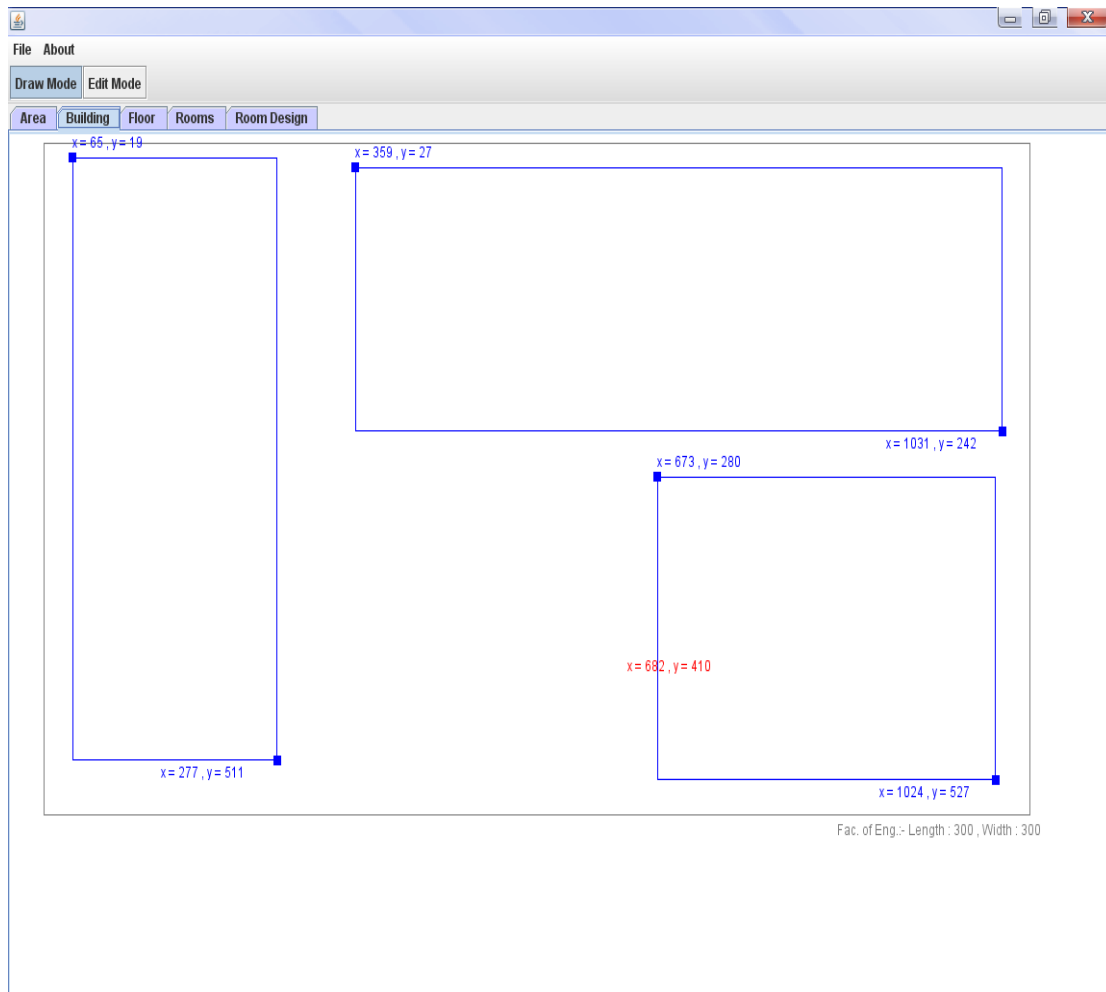 File About
Draw Mode Edit Mode
Area Building Floor Rooms Room Design
x = 65 , y = 19
x = 359 , y = 27
x = 1031 , y = 242
x = 673 , y = 280
x = 682 , y = 410
x = 277 , y = 511
x = 1024 , y = 527
Fac. of Eng.:- Length : 300 , Width : 300